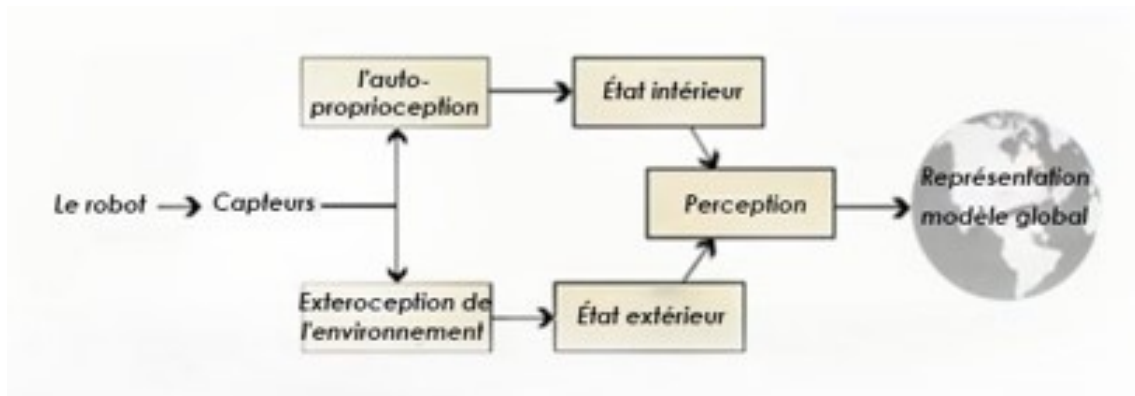 l'auto-
proprioception
État intérieur
Le robot
Capteurs
Perception
Représentation
modèle global
Exteroception de
l'environnement
État extérieur